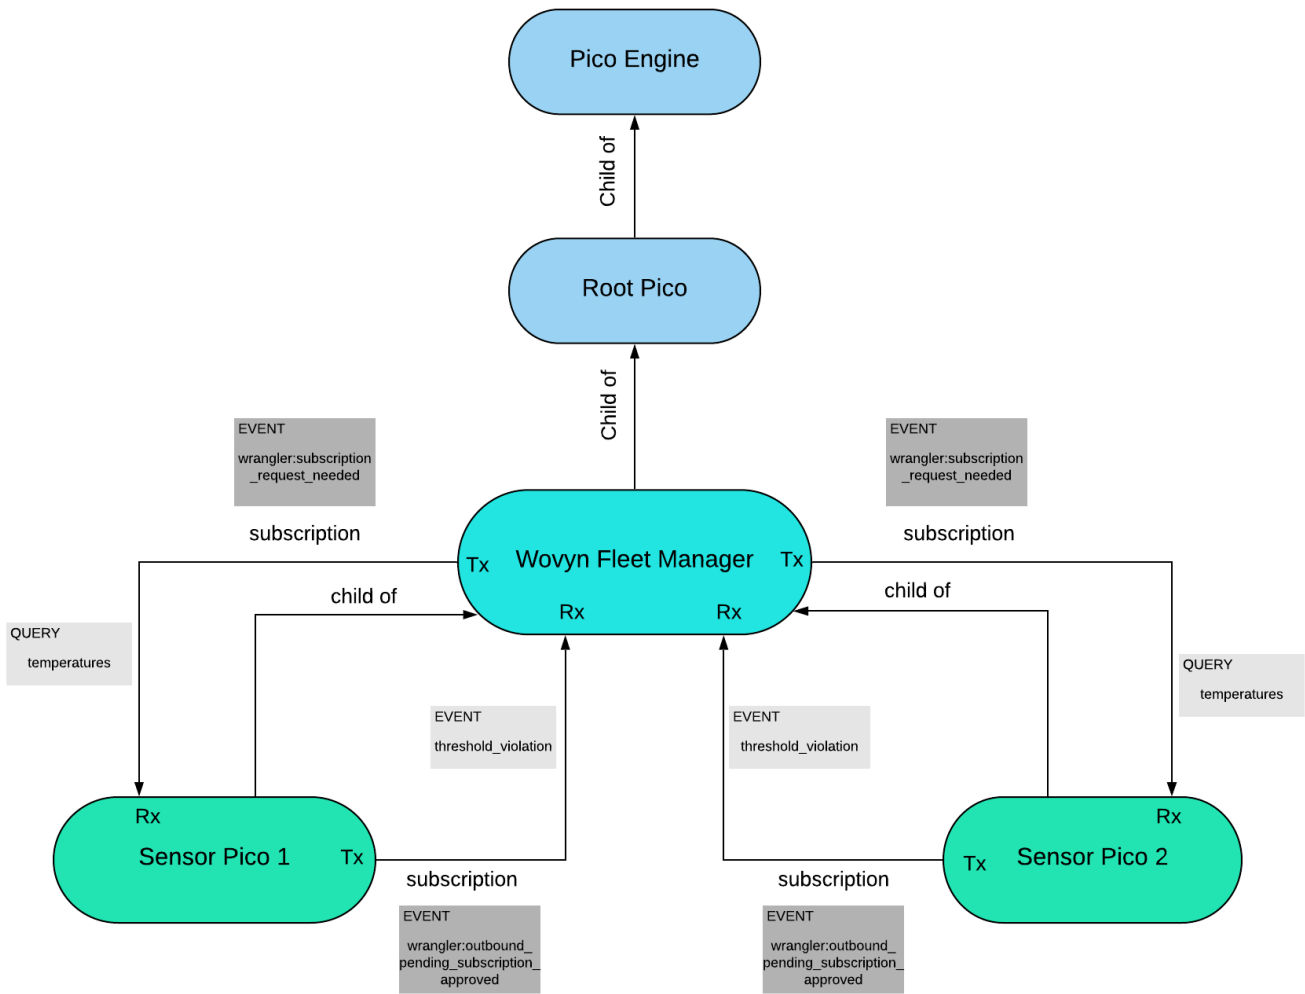 Pico Engine
Child of
Root Pico
Child of
EVENT
wrangler:subscription
_request_needed
EVENT
wrangler:subscription
_request_needed
subscription
subscription
Tx
Wovyn Fleet Manager
Tx
child of
child of
Rx
Rx
QUERY
temperatures
QUERY
temperatures
EVENT
threshold_violation
EVENT
threshold_violation
Rx
Sensor Pico 1
Tx
Rx
Tx
Sensor Pico 2
subscription
subscription
EVENT
wrangler:outbound_
pending_subscription_
approved
EVENT
wrangler:outbound_
pending_subscription_
approved